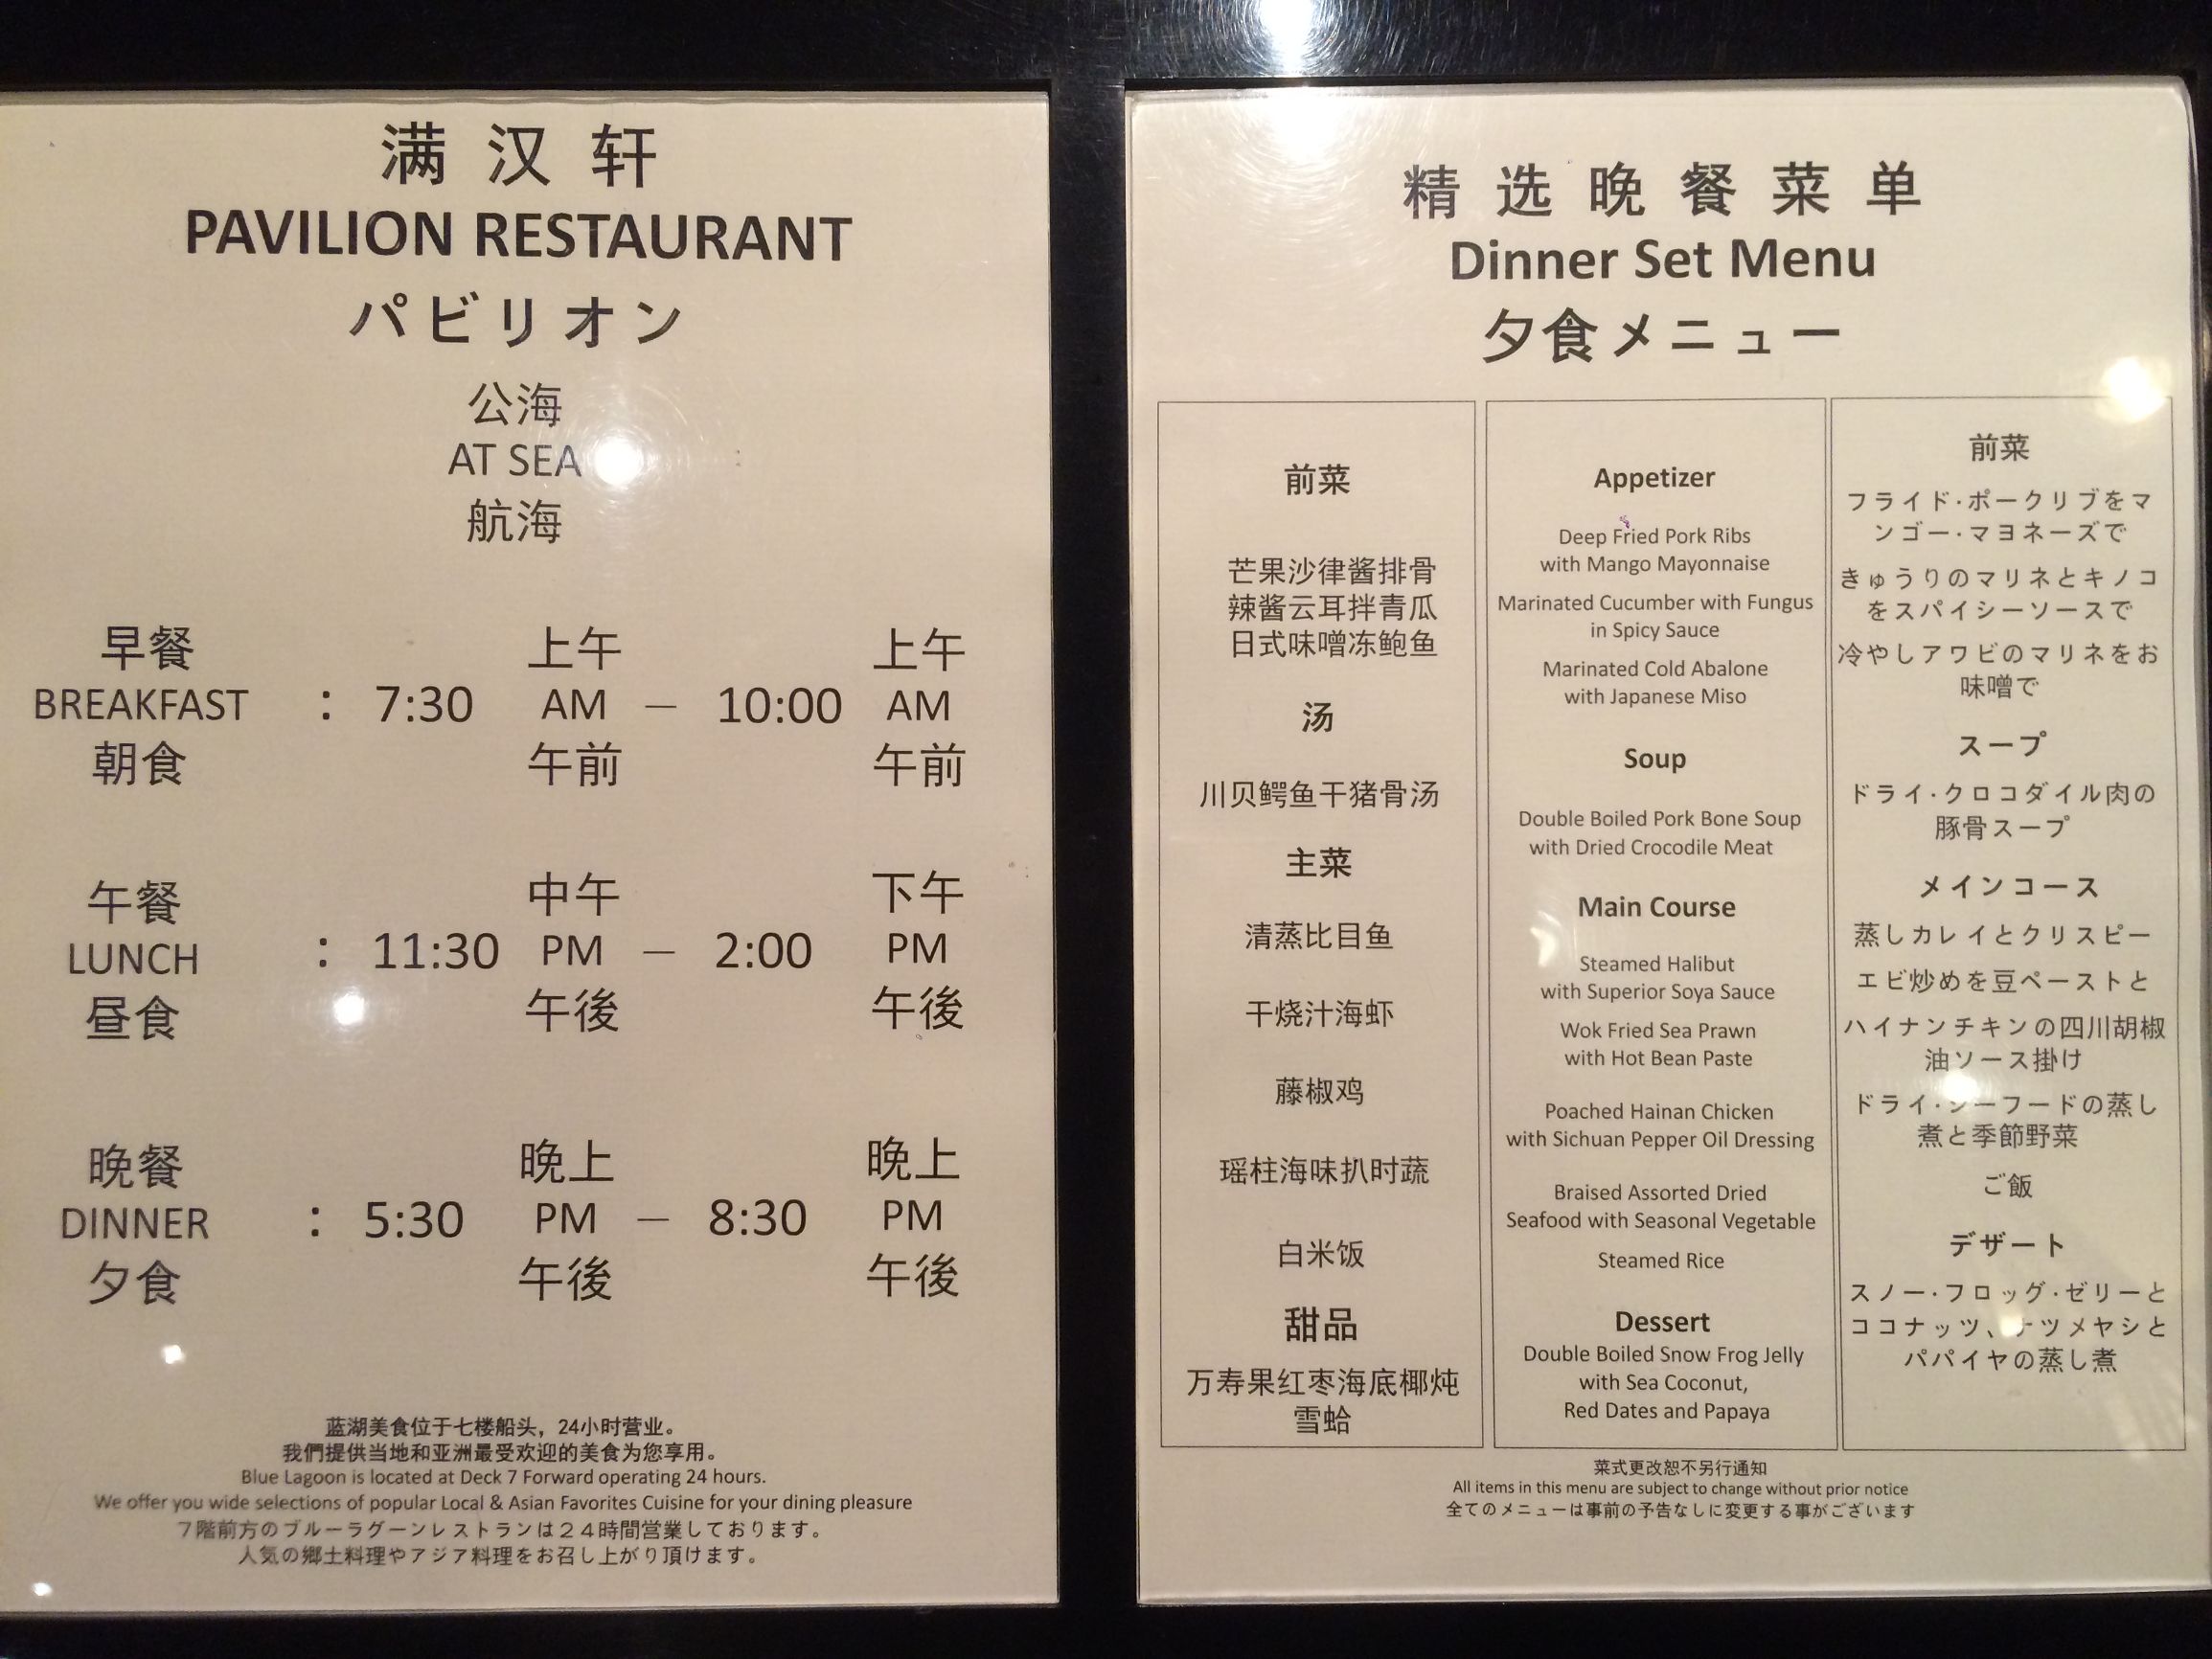 满汉轩
PAVILION RESTAURANT
パビリオン
公海
AT SEA
航海
早餐
BREAKFAST
朝食
:
7:30
上午
AM
午前
—
10:00
上午
AM
午前
午餐
LUNCH
昼食
:
11:30
中午
PM
午後
—
2:00
下午
PM
午後
晚餐
DINNER
夕食
:
5:30
晚上
PM
午後
—
8:30
晚上
PM
午後
蓝湖美食位于七楼船头，24小时营业。
我們提供当地和亚洲最受欢迎的美食为您享用。
Blue Lagoon is located at Deck 7 Forward operating 24 hours.
We offer you wide selections of popular Local & Asian Favorites Cuisine for your dining pleasure
７階前方のブルーラグーンレストランは２４時間営業しております。
人気の郷土料理やアジア料理をお召し上がり頂けます。
精选晚餐菜单
Dinner Set Menu
夕食メニュー
前菜
芒果沙律酱排骨
辣酱云耳拌青瓜
日式味噌冻鲍鱼
汤
川贝鳄鱼干猪骨汤
主菜
清蒸比目鱼
干烧汁海虾
藤椒鸡
瑶柱海味扒时蔬
白米饭
甜品
万寿果红枣海底椰炖
雪蛤
Appetizer
Deep Fried Pork Ribs
with Mango Mayonnaise
Marinated Cucumber with Fungus
in Spicy Sauce
Marinated Cold Abalone
with Japanese Miso
Soup
Double Boiled Pork Bone Soup
with Dried Crocodile Meat
Main Course
Steamed Halibut
with Superior Soya Sauce
Wok Fried Sea Prawn
with Hot Bean Paste
Poached Hainan Chicken
with Sichuan Pepper Oil Dressing
Braised Assorted Dried
Seafood with Seasonal Vegetable
Steamed Rice
Dessert
Double Boiled Snow Frog Jelly
with Sea Coconut,
Red Dates and Papaya
前菜
フライド·ポークリブをマ
ンゴー·マヨネーズで
きゅうりのマリネとキノコ
をスパイシーソースで
冷やしアワビのマリネをお
味噌で
スープ
ドライ·クロコダイル肉の
豚骨スープ
メインコース
蒸しカレイとクリスピー
エビ炒めを豆ペーストと
ハイナンチキンの四川胡椒
油ソース掛け
ドライ·シーフードの蒸し
煮と季節野菜
ご飯
デザート
スノー·フロッグ·ゼリーと
ココナッツ、ナツメヤシと
パパイヤの蒸し煮
菜式更改恕不另行通知
All items in this menu are subject to change without prior notice
全てのメニューは事前の予告なしに変更する事がございます